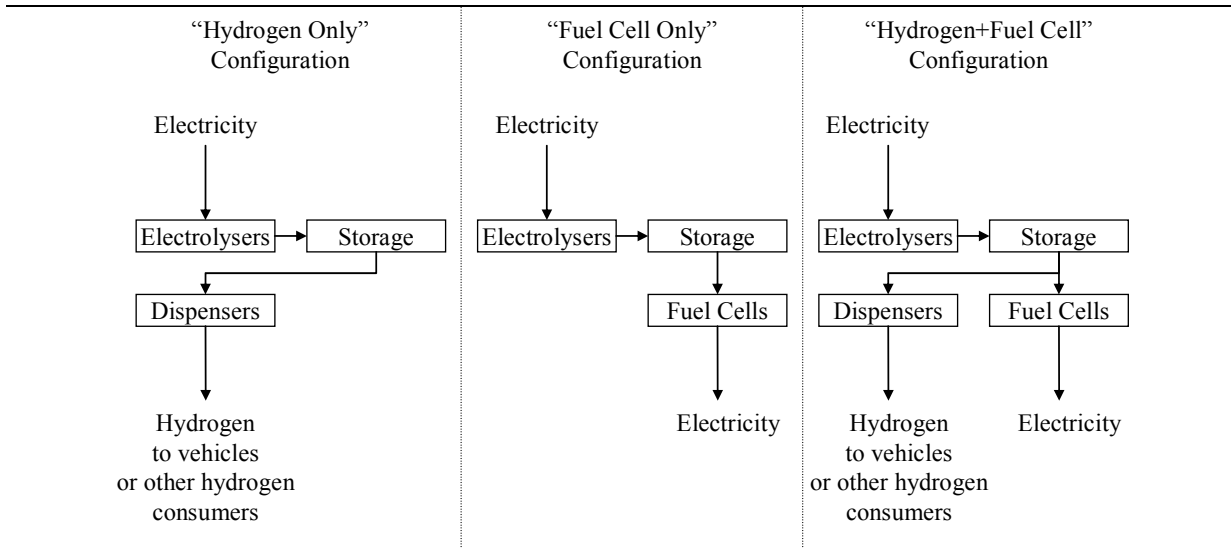 “Hydrogen Only”
Configuration
Electricity
Electrolysers
Storage
Dispensers
Hydrogen
to vehicles
or other hydrogen
consumers
“Fuel Cell Only”
Configuration
Electricity
Electrolysers
Storage
Fuel Cells
Electricity
“Hydrogen+Fuel Cell”
Configuration
Electricity
Electrolysers
Storage
Dispensers
Fuel Cells
Hydrogen
to vehicles
or other hydrogen
consumers
Electricity